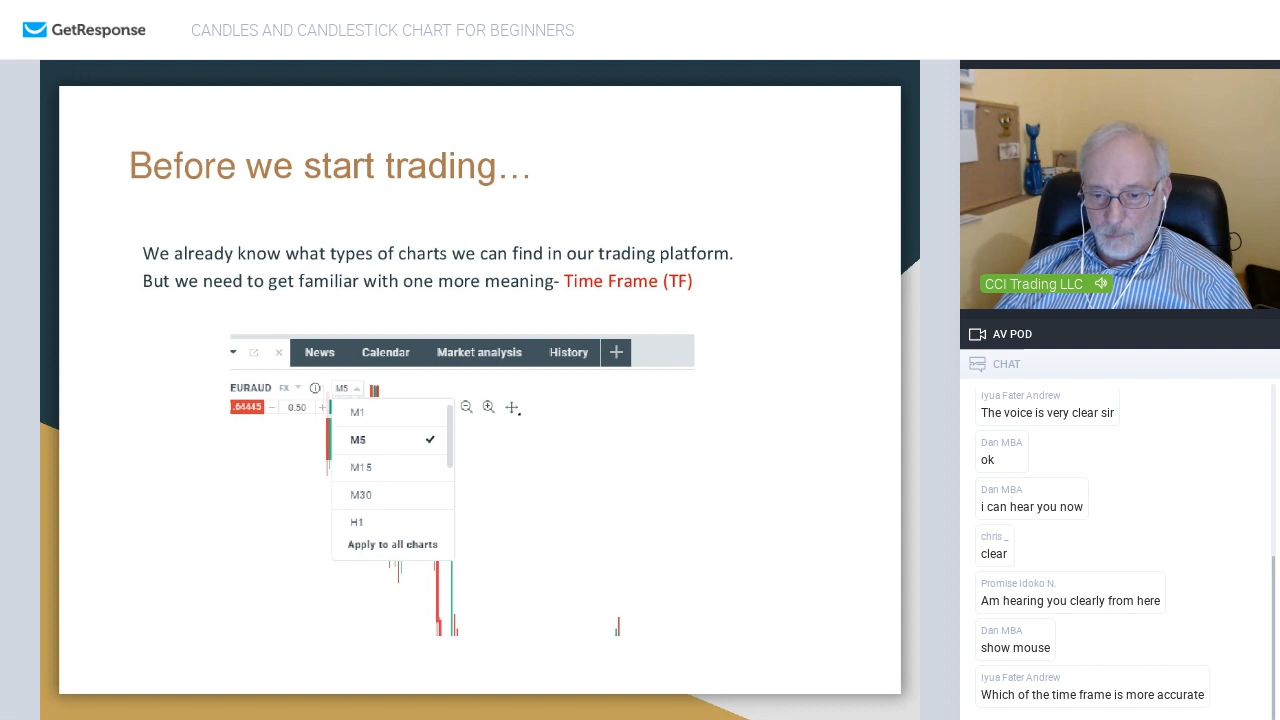 GetResponse
CANDLES AND CANDLESTICK CHART FOR BEGINNERS
Before we start trading...
We already know what types of charts we can find in our trading platform.
But we need to get familiar with one more meaning- Time Frame (TF)
News Calendar Market analysis History
EURAUD FX M5
.64445 0.50
M1
M5
M15
M30
H1
Apply to all charts
CCI Trading LLC
AV POD
CHAT
Iyua Fater Andrew
The voice is very clear sir
Dan MBA
ok
Dan MBA
i can hear you now
chris _
clear
Promise Idoko N.
Am hearing you clearly from here
Dan MBA
show mouse
Iyua Fater Andrew
Which of the time frame is more accurate